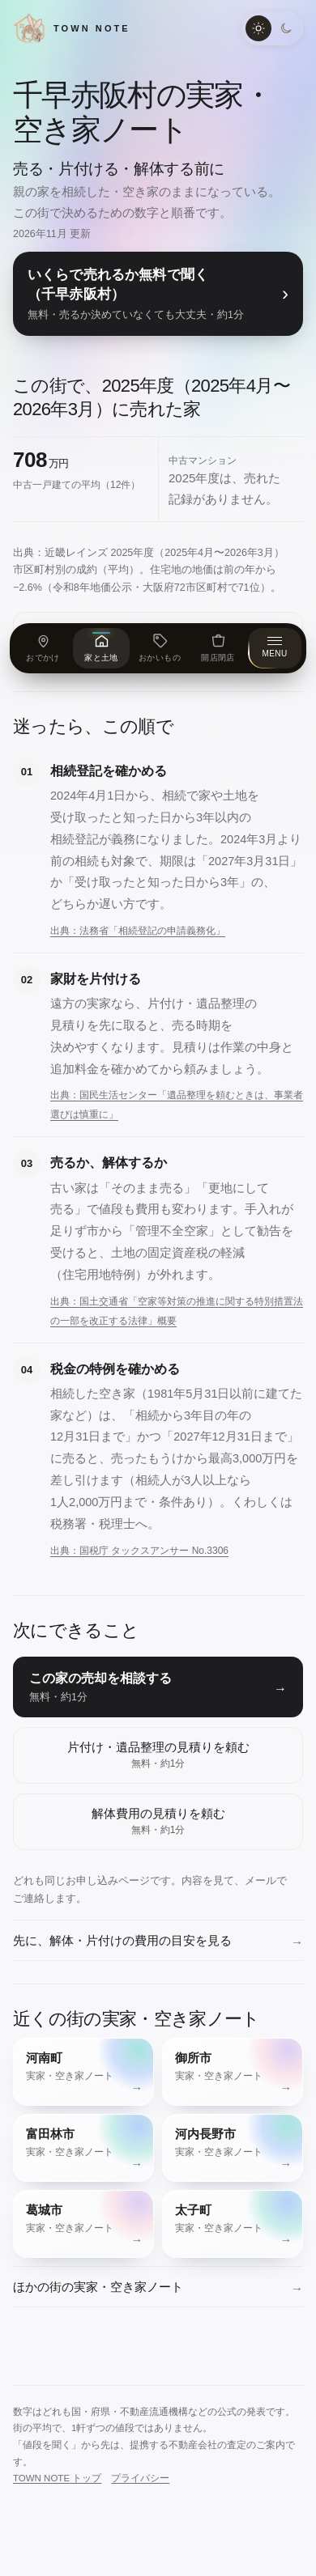 TOWN NOTE
千早赤阪村の実家・
空き家ノート
売る・片付ける・解体する前に
親の家を相続した・空き家のままになっている。
この街で決めるための数字と順番です。
2026年11月 更新
いくらで売れるか無料で聞く
（千早赤阪村）
無料・売るか決めていなくても大丈夫・約1分
›
この街で、2025年度（2025年4月〜
2026年3月）に売れた家
708万円
中古一戸建ての平均（12件）
中古マンション
2025年度は、売れた
記録がありません。
出典：近畿レインズ 2025年度（2025年4月〜2026年3月）
市区町村別の成約（平均）。住宅地の地価は前の年から
−2.6%（令和8年地価公示・大阪府72市区町村で71位）。
おでかけ
家と土地
おかいもの
開店閉店
MENU
迷ったら、この順で
01
相続登記を確かめる
2024年4月1日から、相続で家や土地を
受け取ったと知った日から3年以内の
相続登記が義務になりました。2024年3月より
前の相続も対象で、期限は「2027年3月31日」
か「受け取ったと知った日から3年」の、
どちらか遅い方です。
出典：法務省「相続登記の申請義務化」
02
家財を片付ける
遠方の実家なら、片付け・遺品整理の
見積りを先に取ると、売る時期を
決めやすくなります。見積りは作業の中身と
追加料金を確かめてから頼みましょう。
出典：国民生活センター「遺品整理を頼むときは、事業者
選びは慎重に」
03
売るか、解体するか
古い家は「そのまま売る」「更地にして
売る」で値段も費用も変わります。手入れが
足りず市から「管理不全空家」として勧告を
受けると、土地の固定資産税の軽減
（住宅用地特例）が外れます。
出典：国土交通省「空家等対策の推進に関する特別措置法
の一部を改正する法律」概要
04
税金の特例を確かめる
相続した空き家（1981年5月31日以前に建てた
家など）は、「相続から3年目の年の
12月31日まで」かつ「2027年12月31日まで」
に売ると、売ったもうけから最高3,000万円を
差し引けます（相続人が3人以上なら
1人2,000万円まで・条件あり）。くわしくは
税務署・税理士へ。
出典：国税庁 タックスアンサー No.3306
次にできること
この家の売却を相談する
無料・約1分
→
片付け・遺品整理の見積りを頼む
無料・約1分
解体費用の見積りを頼む
無料・約1分
どれも同じお申し込みページです。内容を見て、メールで
ご連絡します。
先に、解体・片付けの費用の目安を見る →
近くの街の実家・空き家ノート
河南町
実家・空き家ノート
→
御所市
実家・空き家ノート
→
富田林市
実家・空き家ノート
→
河内長野市
実家・空き家ノート
→
葛城市
実家・空き家ノート
→
太子町
実家・空き家ノート
→
ほかの街の実家・空き家ノート →
数字はどれも国・府県・不動産流通機構などの公式の発表です。
街の平均で、1軒ずつの値段ではありません。
「値段を聞く」から先は、提携する不動産会社の査定のご案内で
す。
TOWN NOTE トップ プライバシー